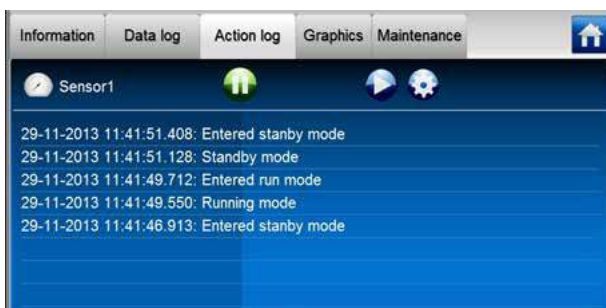 Information Data log Action log Graphics Maintenance
Sensor1
29-11-2013 11:41:51.408: Entered stanby mode
29-11-2013 11:41:51.128: Standby mode
29-11-2013 11:41:49.712: Entered run mode
29-11-2013 11:41:49.550: Running mode
29-11-2013 11:41:46.913: Entered stanby mode